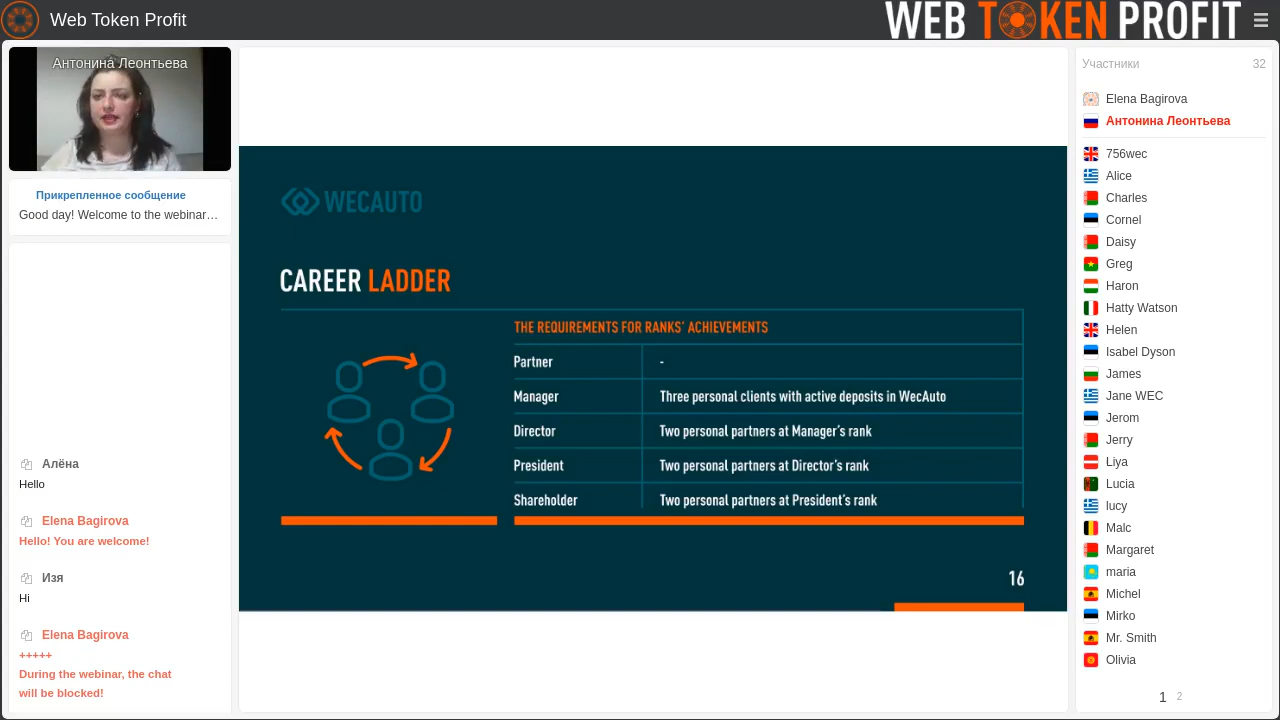 Web Token Profit
WEB TOKEN PROFIT
Антонина Леонтьева
Прикрепленное сообщение
Good day! Welcome to the webinar…
Алёна
Hello
Elena Bagirova
Hello! You are welcome!
Изя
Hi
Elena Bagirova
+++++
During the webinar, the chat
will be blocked!
WECAUTO
CAREER LADDER
THE REQUIREMENTS FOR RANKS' ACHIEVEMENTS
Partner -
Manager Three personal clients with active deposits in WecAuto
Director Two personal partners at Manager's rank
President Two personal partners at Director's rank
Shareholder Two personal partners at President's rank
16
Участники 32
Elena Bagirova
Антонина Леонтьева
756wec
Alice
Charles
Cornel
Daisy
Greg
Haron
Hatty Watson
Helen
Isabel Dyson
James
Jane WEC
Jerom
Jerry
Liya
Lucia
lucy
Malc
Margaret
maria
Michel
Mirko
Mr. Smith
Olivia
1 2